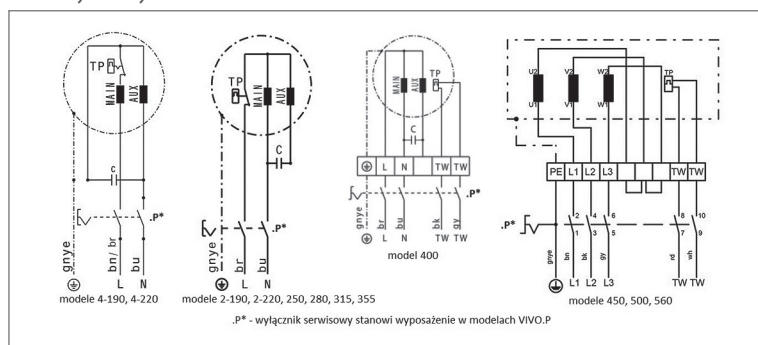 TP
MAIN
AUX
C
.P*
gnye
bn/ br
bu
L N
modele 4-190, 4-220
TP
MAIN
AUX
C
.P*
gnye
br
bu
L N
modele 2-190, 2-220, 250, 280, 315, 355
MAIN
AUX
TP
C
L N TW TW
.P*
gnye
br
bu
bk
gy
L N TW TW
model 400
U2 V2 W2 TP
U1 V1 W1
PE L1 L2 L3 TW TW
.P*
2 4 6 8 10
1 3 5 7 9
gnye
bn
bk
gy
rd
wh
L1 L2 L3 TW TW
modele 450, 500, 560
.P* - wyłącznik serwisowy stanowi wyposażenie w modelach VIVO.P